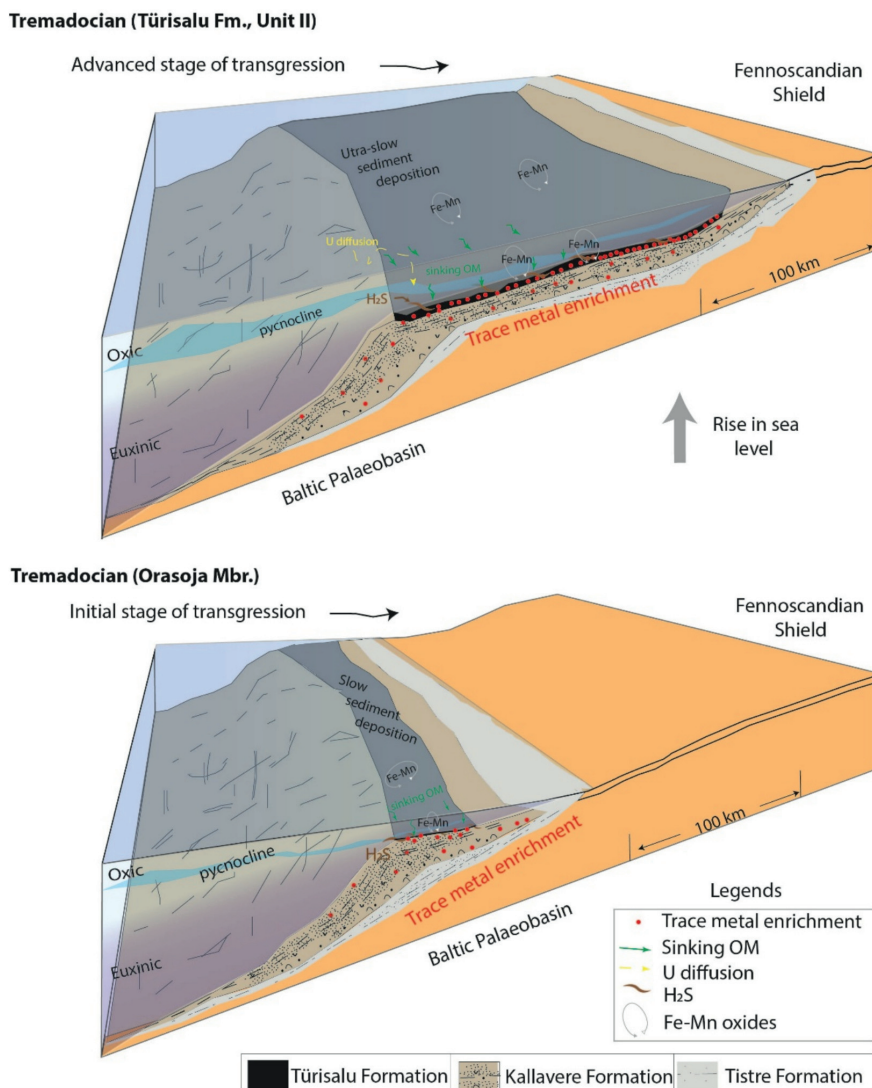 Tremadocian (Türisalu Fm., Unit II)
Advanced stage of transgression
Fennoscandian
Shield
Utra-slow
sediment
deposition
Fe-Mn
Fe-Mn
U diffusion
sinking OM
Fe-Mn
Fe-Mn
H₂S
100 km
Trace metal enrichment
pycnocline
Oxic
Rise in sea
level
Euxinic
Baltic Palaeobasin
Tremadocian (Orasoja Mbr.)
Initial stage of transgression
Fennoscandian
Shield
Slow
sediment
deposition
Fe-Mn
sinking OM
Fe-Mn
100 km
H₂S
pycnocline
Oxic
Trace metal enrichment
Euxinic
Baltic Palaeobasin
Legends
Trace metal enrichment
Sinking OM
U diffusion
H₂S
Fe-Mn oxides
Türisalu Formation
Kallavere Formation
Tistre Formation